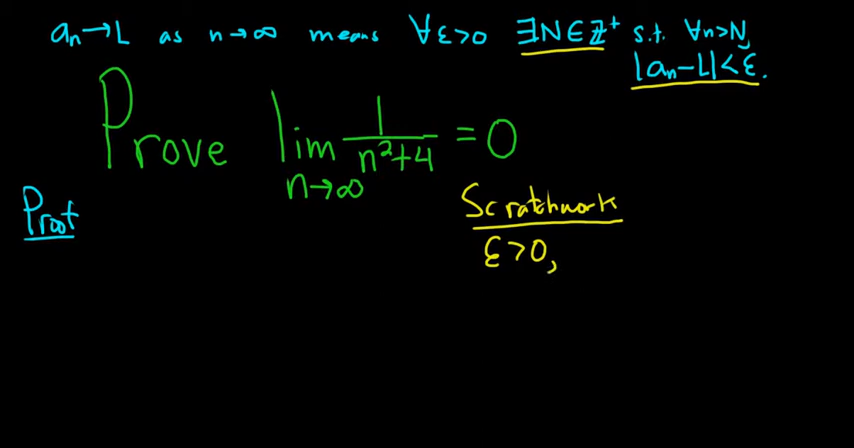 aₙ → L as n → ∞ means ∀ε>0 ∃N∈ℤ⁺ s.t. ∀n>N,
|aₙ − L| < ε.
Prove lim 1/(n²+4) = 0
n→∞
Proof
Scratchwork
ε > 0,